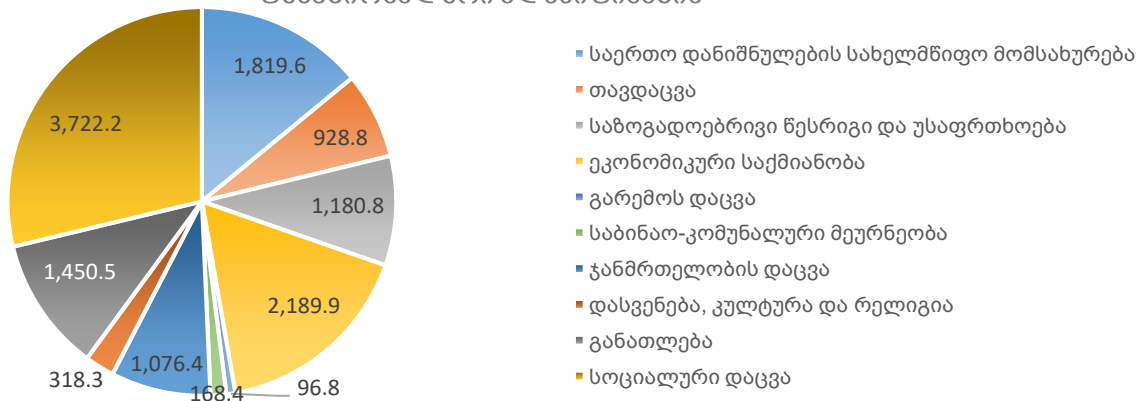 1,819.6
928.8
1,180.8
2,189.9
96.8
168.4
1,076.4
318.3
1,450.5
3,722.2
საერთო დანიშნულების სახელმწიფო მომსახურება
თავდაცვა
საზოგადოებრივი წესრიგი და უსაფრთხოება
ეკონომიკური საქმიანობა
გარემოს დაცვა
საბინაო-კომუნალური მეურნეობა
ჯანმრთელობის დაცვა
დასვენება, კულტურა და რელიგია
განათლება
სოციალური დაცვა